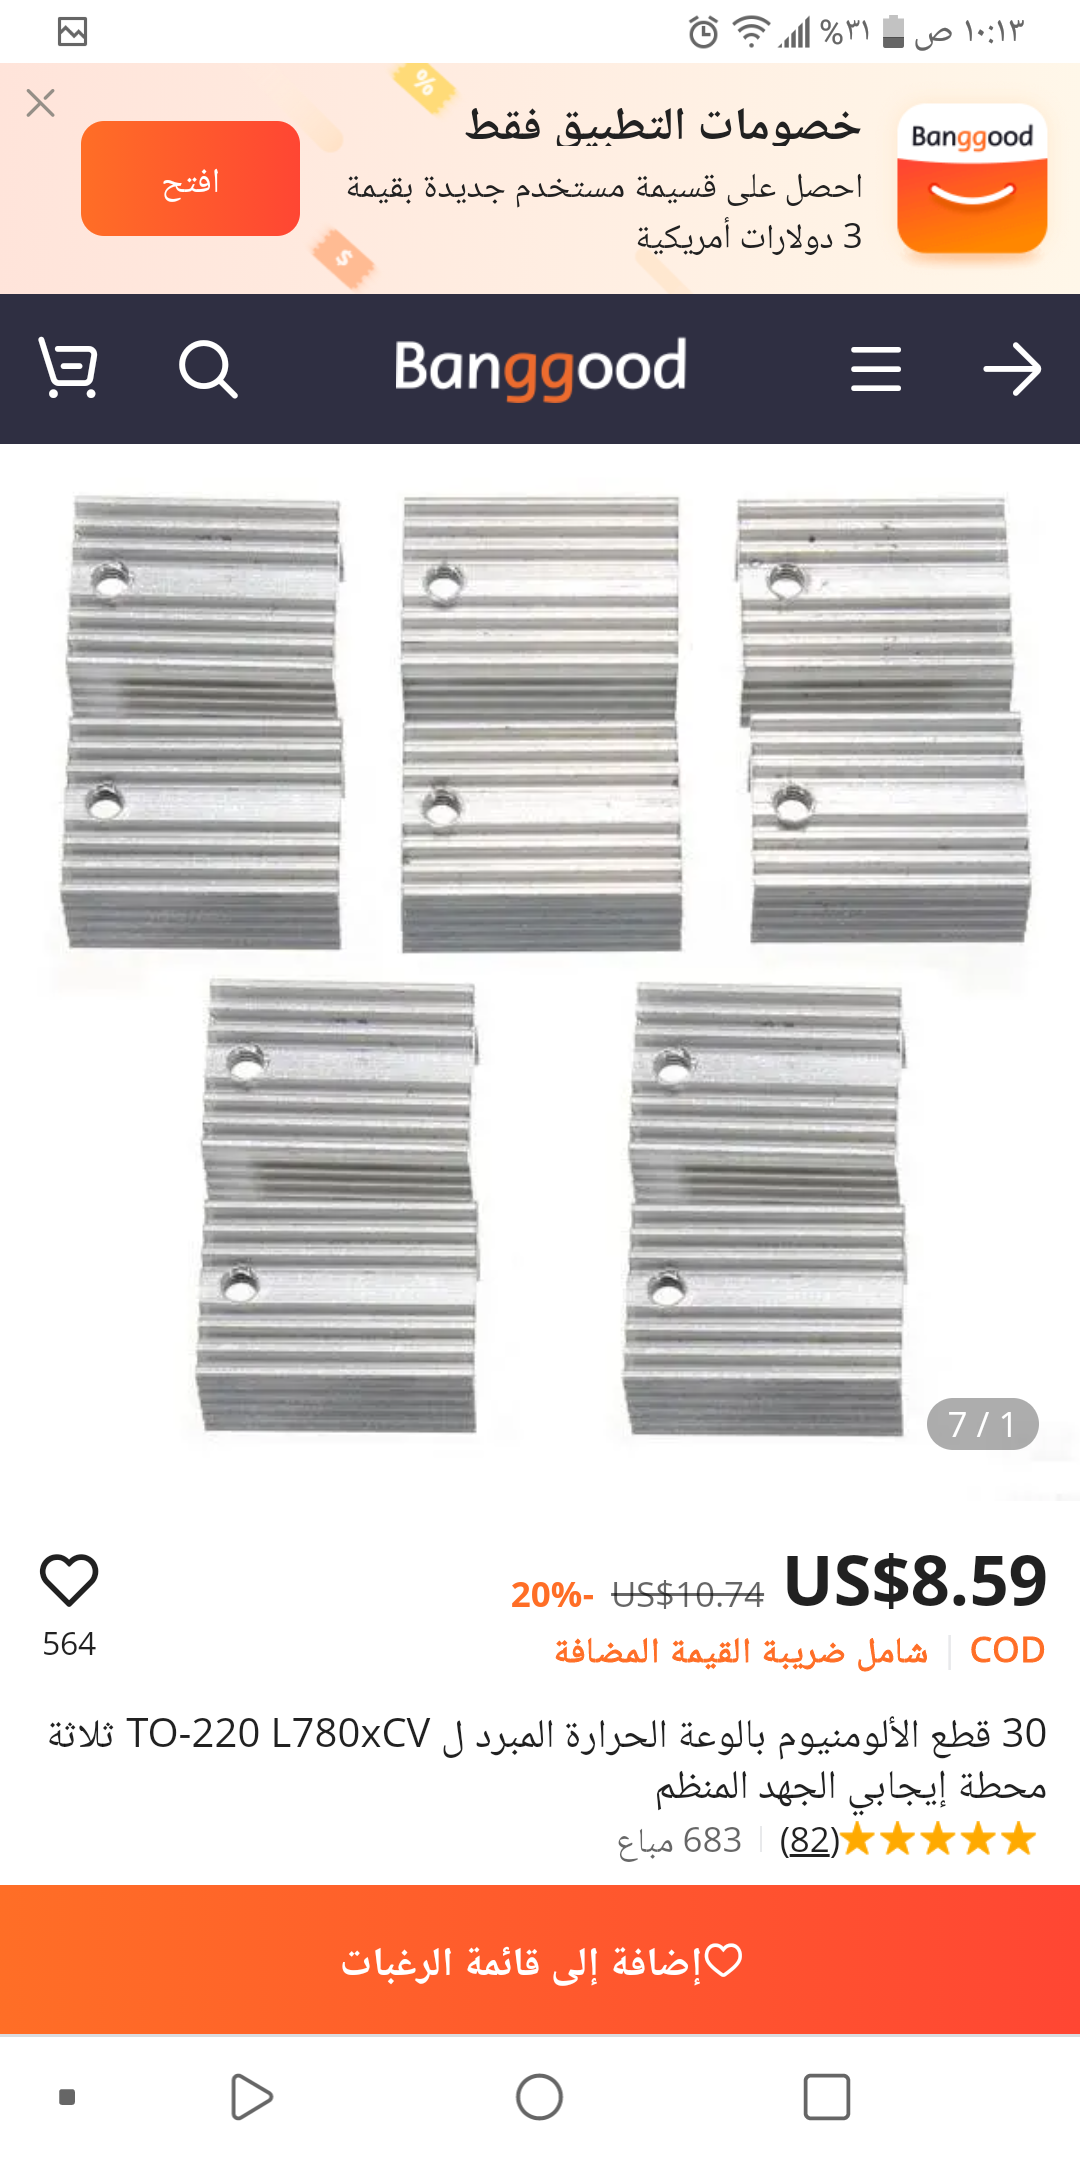 ١٠:١٣ ص ٣١%
خصومات التطبيق فقط
احصل على قسيمة مستخدم جديدة بقيمة
3 دولارات أمريكية
افتح
Banggood
Banggood
7 / 1
US$8.59 US$10.74 20%-
COD | شامل ضريبة القيمة المضافة
564
30 قطع الألومنيوم بالوعة الحرارة المبرد ل TO-220 L780xCV ثلاثة
محطة إيجابي الجهد المنظم
(82) | 683 مباع
إضافة إلى قائمة الرغبات